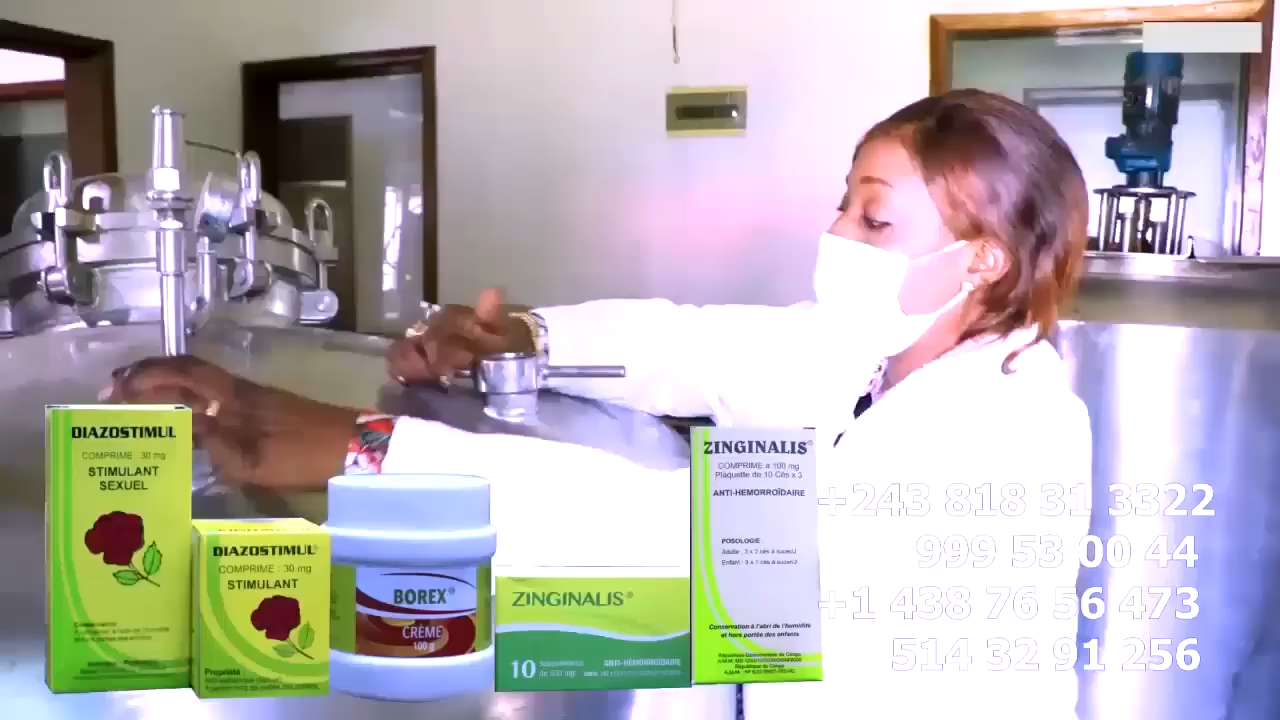 DIAZOSTIMUL
COMPRIME : 30 mg
STIMULANT
SEXUEL
DIAZOSTIMUL®
COMPRIME : 30 mg
STIMULANT
Propriété :
BOREX®
CRÈME
100 g
ZINGINALIS®
10
ANTI-HÉMORROÏDAIRE
ZINGINALIS®
COMPRIME a 100 mg
Plaquette de 10 Cés x 3
ANTI-HEMORROÏDAIRE
POSOLOGIE :
Conservation à l'abri de l'humidité
et hors portée des enfants
+243 818 31 3322
999 53 00 44
+1 438 76 56 473
514 32 91 256